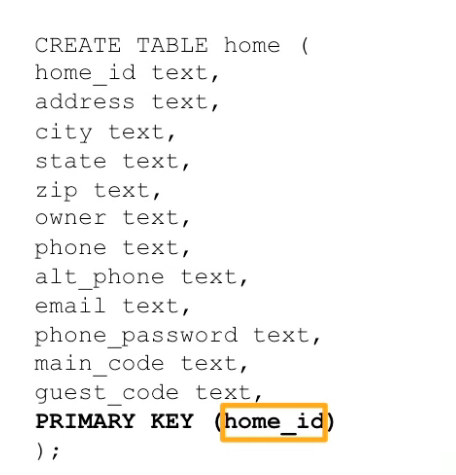 CREATE TABLE home (
home_id text,
address text,
city text,
state text,
zip text,
owner text,
phone text,
alt_phone text,
email text,
phone_password text,
main_code text,
guest_code text,
PRIMARY KEY (home_id)
);